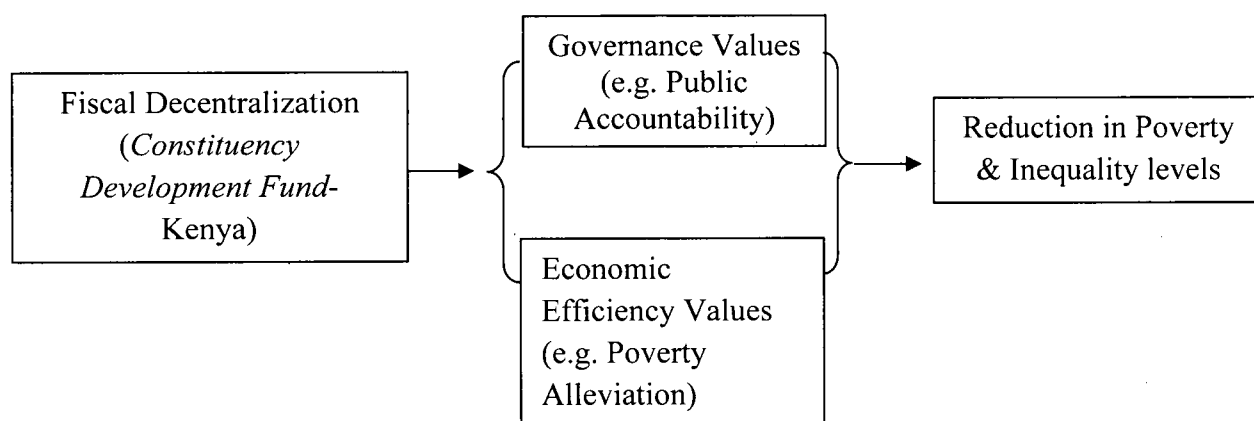 Fiscal Decentralization
(Constituency
Development Fund-
Kenya)
Governance Values
(e.g. Public
Accountability)
Economic
Efficiency Values
(e.g. Poverty
Alleviation)
Reduction in Poverty
& Inequality levels